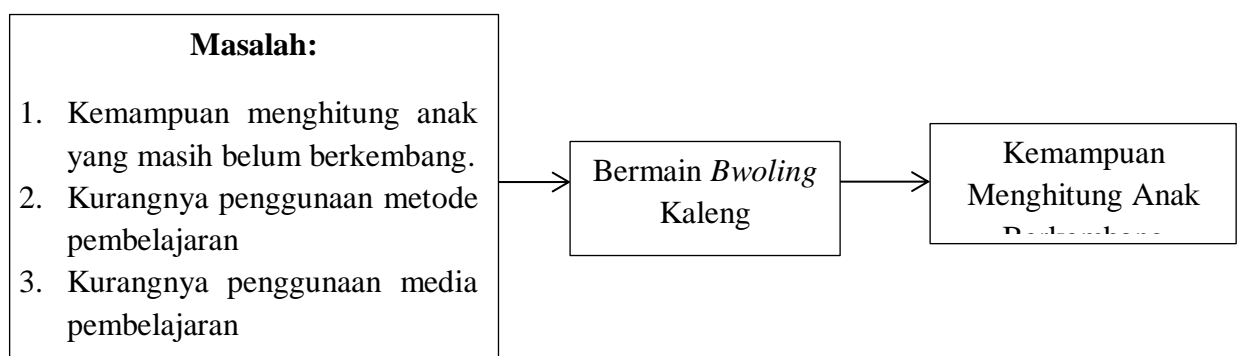 Masalah:
1. Kemampuan menghitung anak
yang masih belum berkembang.
2. Kurangnya penggunaan metode
pembelajaran
3. Kurangnya penggunaan media
pembelajaran
Bermain Bwoling
Kaleng
Kemampuan
Menghitung Anak